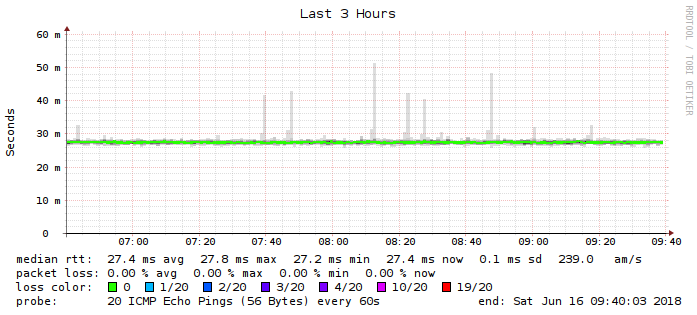 Last 3 Hours
RRDTOOL / TOBI OETIKER
60 m
50 m
40 m
30 m
20 m
10 m
0
Seconds
07:00 07:20 07:40 08:00 08:20 08:40 09:00 09:20 09:40
median rtt: 27.4 ms avg 27.8 ms max 27.2 ms min 27.4 ms now 0.1 ms sd 239.0 am/s
packet loss: 0.00 % avg 0.00 % max 0.00 % min 0.00 % now
loss color: 0 1/20 2/20 3/20 4/20 10/20 19/20
probe: 20 ICMP Echo Pings (56 Bytes) every 60s end: Sat Jun 16 09:40:03 2018